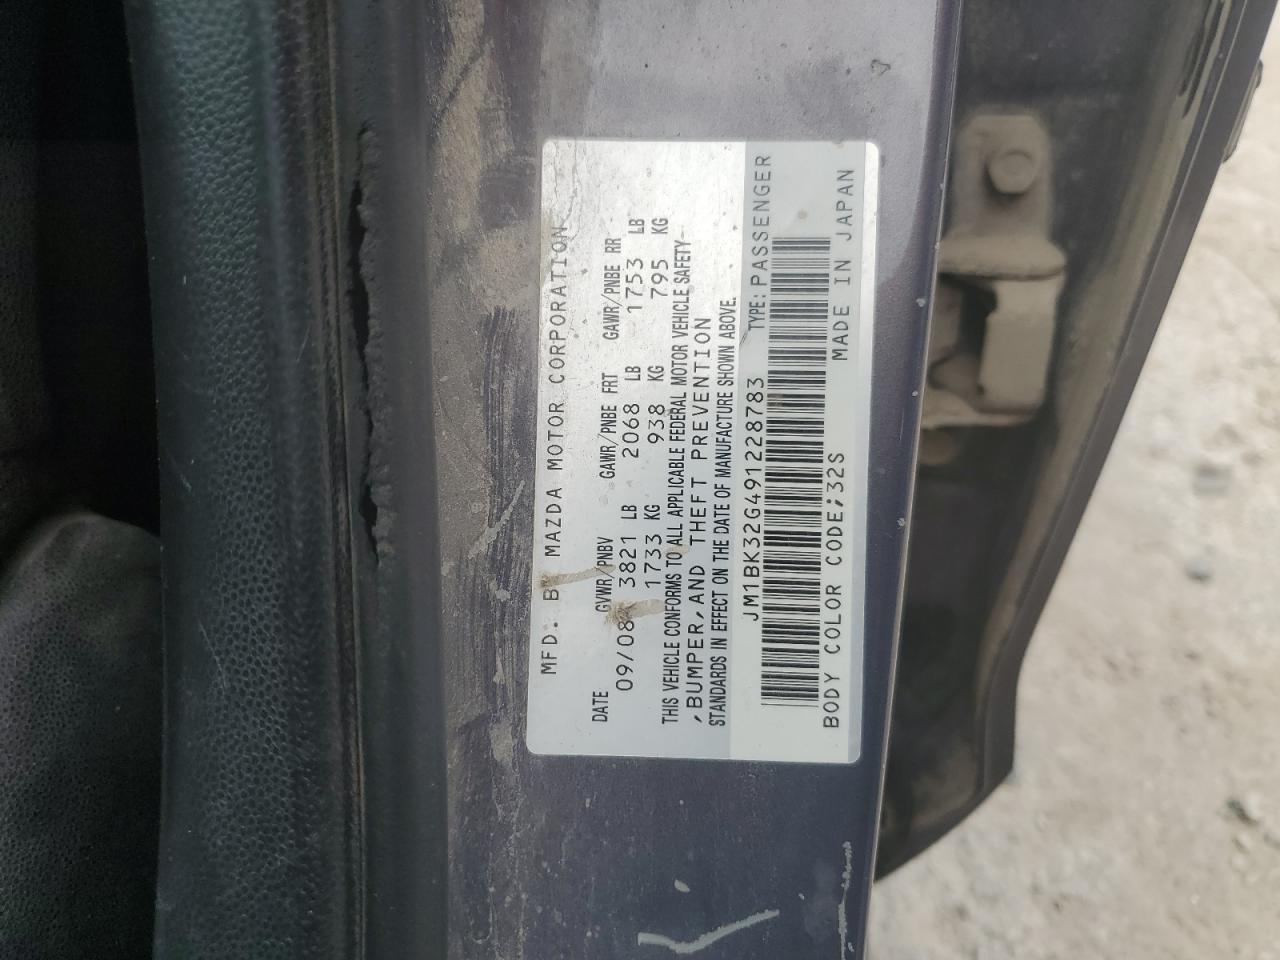 MFD. BY MAZDA MOTOR CORPORATION
DATE GVWR/PNBV GAWR/PNBE FRT GAWR/PNBE RR
09/08 3821 LB 2068 LB 1753 LB
1733 KG 938 KG 795 KG
THIS VEHICLE CONFORMS TO ALL APPLICABLE FEDERAL MOTOR VEHICLE SAFETY
,BUMPER,AND THEFT PREVENTION
STANDARDS IN EFFECT ON THE DATE OF MANUFACTURE SHOWN ABOVE.
JM1BK32G491228783 TYPE:PASSENGER
BODY COLOR CODE;32S MADE IN JAPAN